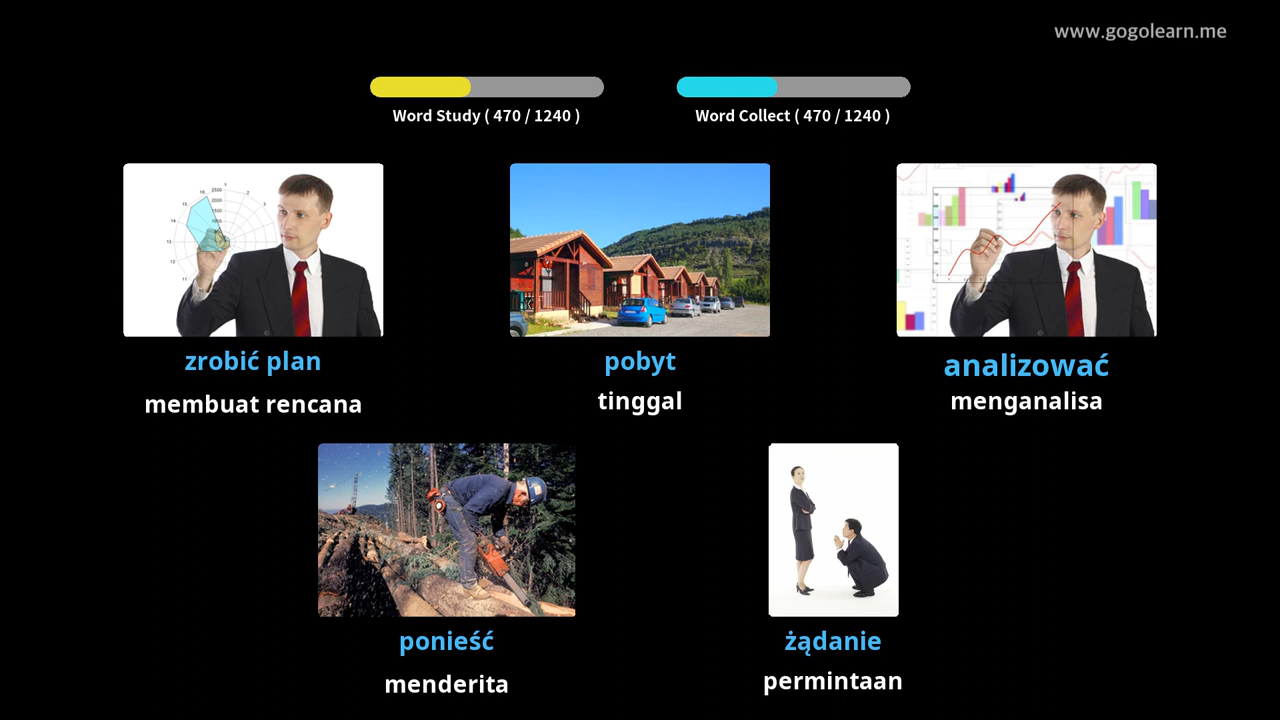 www.gogolearn.me
Word Study ( 470 / 1240 )
Word Collect ( 470 / 1240 )
zrobić plan
membuat rencana
pobyt
tinggal
analizować
menganalisa
ponieść
menderita
żądanie
permintaan